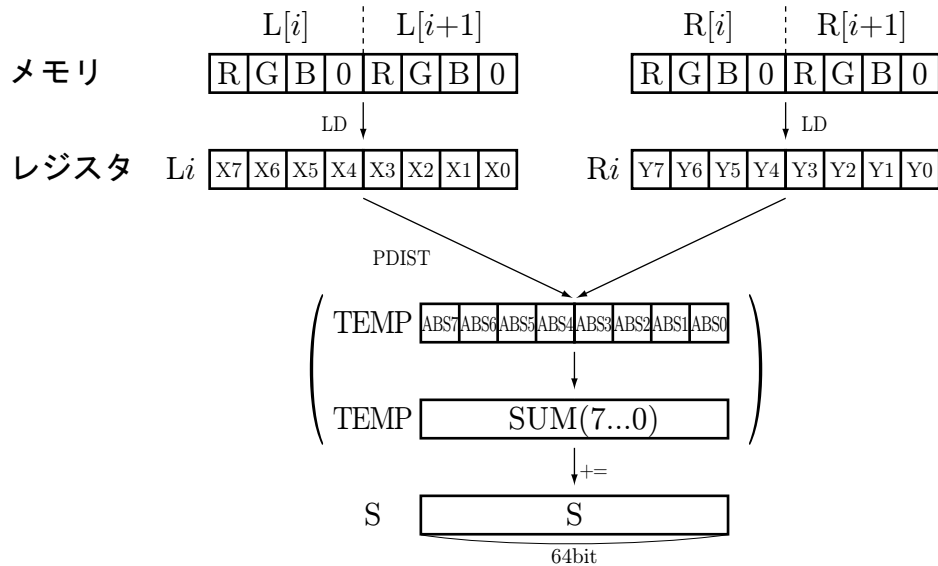 L[i] L[i+1] R[i] R[i+1]
メモリ R G B 0 R G B 0 R G B 0 R G B 0
LD LD
レジスタ Li X7 X6 X5 X4 X3 X2 X1 X0 Ri Y7 Y6 Y5 Y4 Y3 Y2 Y1 Y0
PDIST
TEMP ABS7 ABS6 ABS5 ABS4 ABS3 ABS2 ABS1 ABS0
TEMP SUM(7...0)
+=
S S
64bit